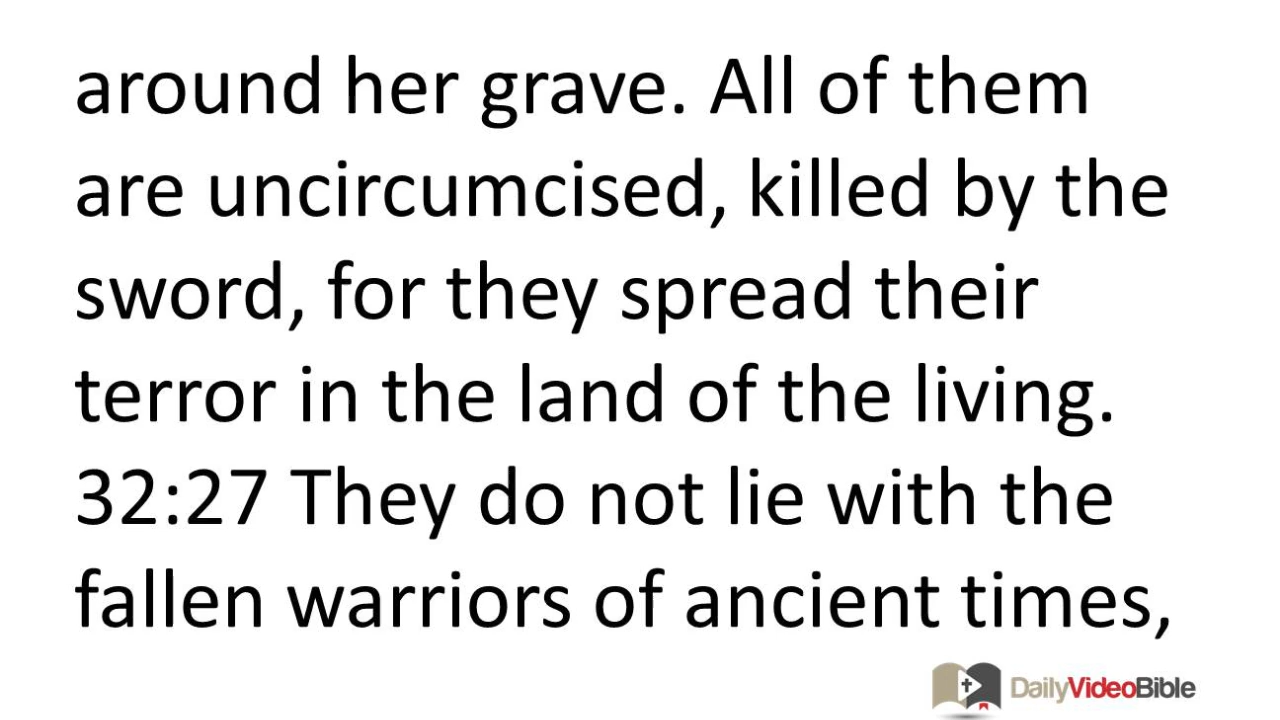 around her grave. All of them
are uncircumcised, killed by the
sword, for they spread their
terror in the land of the living.
32:27 They do not lie with the
fallen warriors of ancient times,
DailyVideoBible